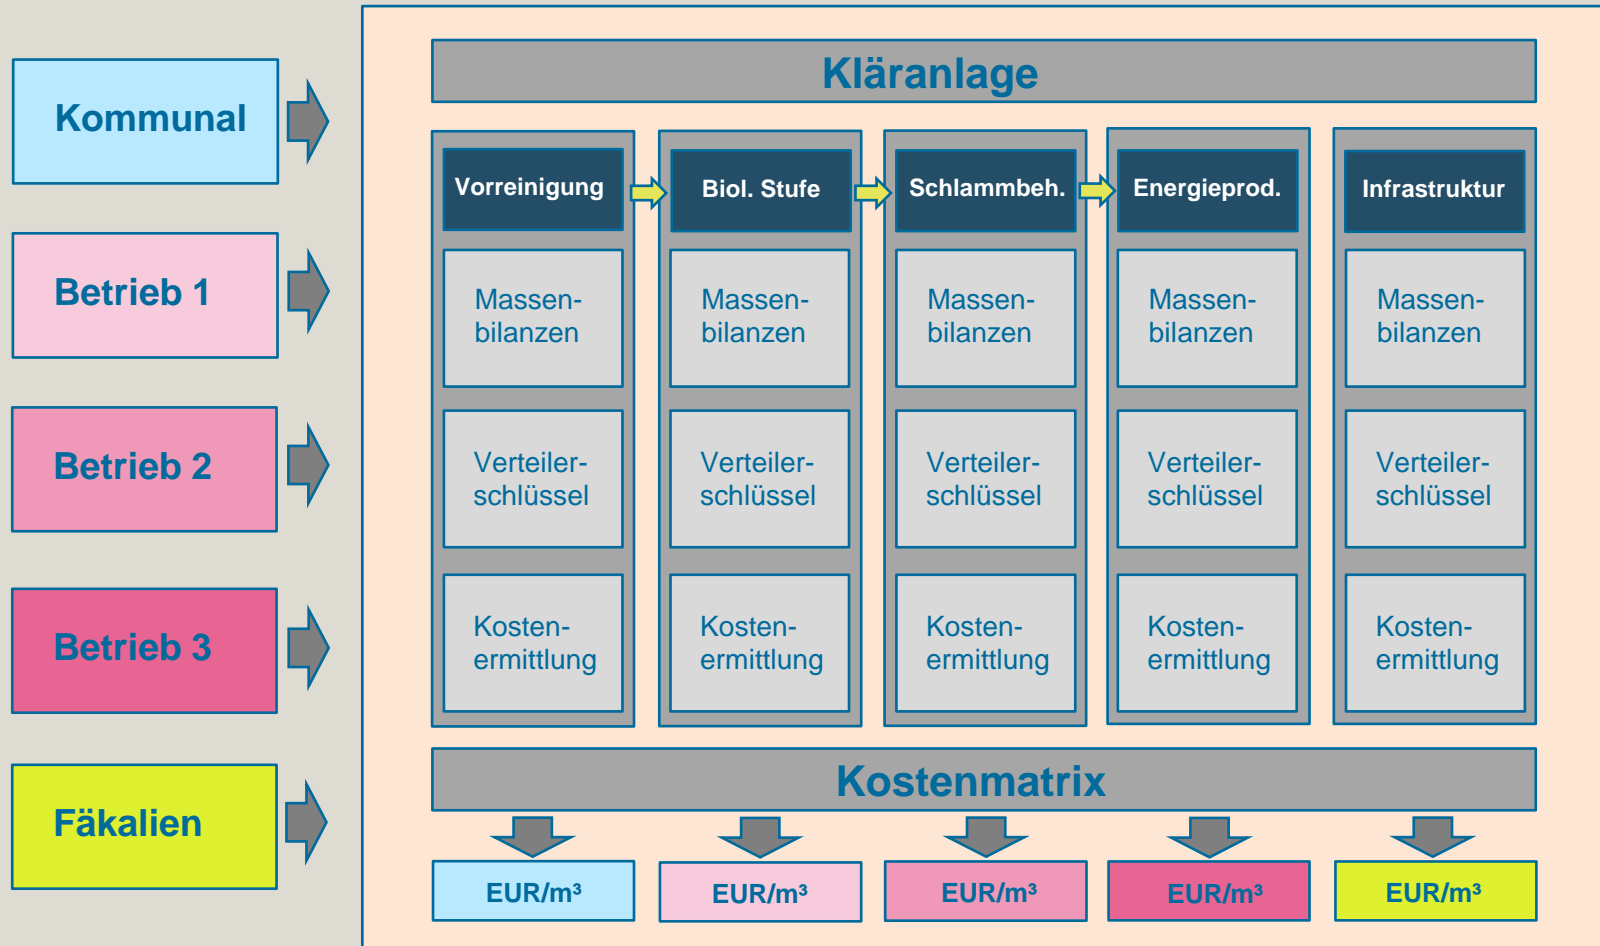 Kommunal
Betrieb 1
Betrieb 2
Betrieb 3
Fäkalien
Kläranlage
Vorreinigung
Massen-
bilanzen
Verteiler-
schlüssel
Kosten-
ermittlung
Biol. Stufe
Massen-
bilanzen
Verteiler-
schlüssel
Kosten-
ermittlung
Schlammbeh.
Massen-
bilanzen
Verteiler-
schlüssel
Kosten-
ermittlung
Energieprod.
Massen-
bilanzen
Verteiler-
schlüssel
Kosten-
ermittlung
Infrastruktur
Massen-
bilanzen
Verteiler-
schlüssel
Kosten-
ermittlung
Kostenmatrix
EUR/m³
EUR/m³
EUR/m³
EUR/m³
EUR/m³